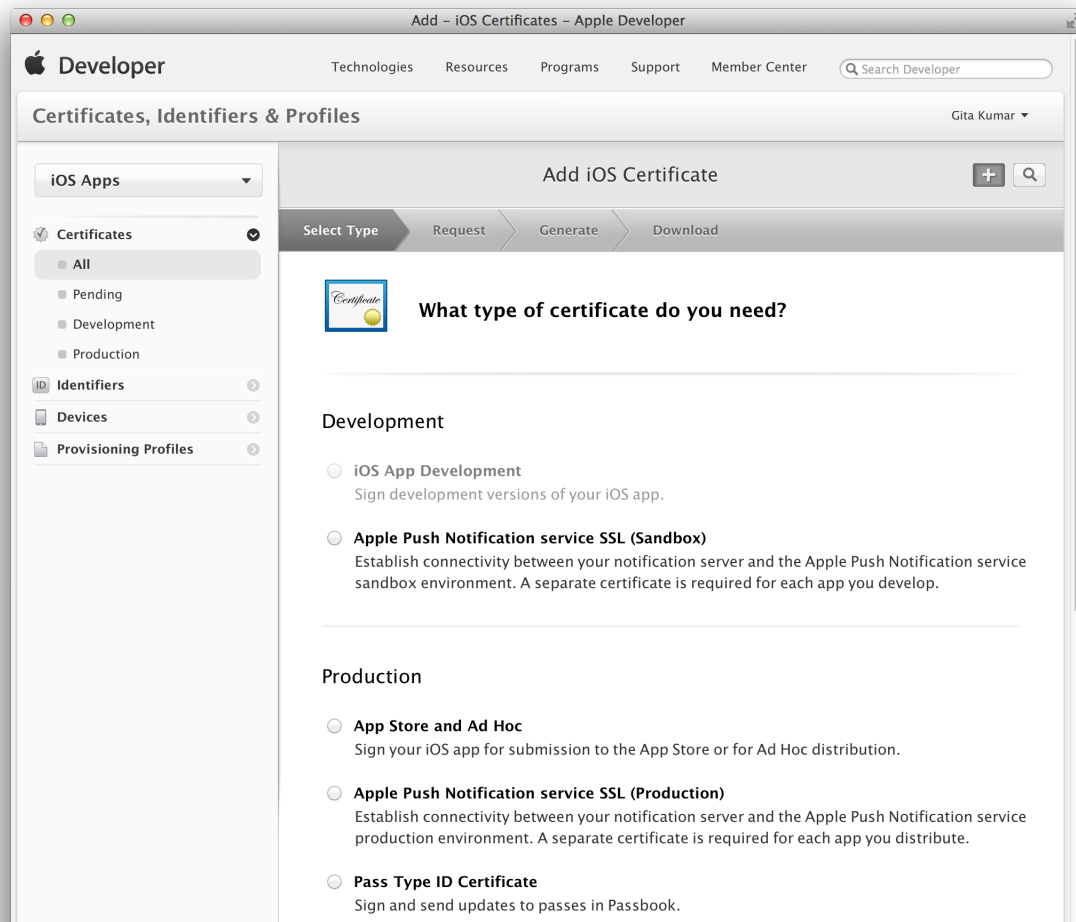 Add – iOS Certificates – Apple Developer
Developer
Technologies
Resources
Programs
Support
Member Center
Search Developer
Certificates, Identifiers & Profiles
Gita Kumar
iOS Apps
Add iOS Certificate
Select Type
Request
Generate
Download
Certificates
All
Pending
Development
Production
ID
Identifiers
Devices
Provisioning Profiles
Certificate
What type of certificate do you need?
Development
iOS App Development
Sign development versions of your iOS app.
Apple Push Notification service SSL (Sandbox)
Establish connectivity between your notification server and the Apple Push Notification service
sandbox environment. A separate certificate is required for each app you develop.
Production
App Store and Ad Hoc
Sign your iOS app for submission to the App Store or for Ad Hoc distribution.
Apple Push Notification service SSL (Production)
Establish connectivity between your notification server and the Apple Push Notification service
production environment. A separate certificate is required for each app you distribute.
Pass Type ID Certificate
Sign and send updates to passes in Passbook.